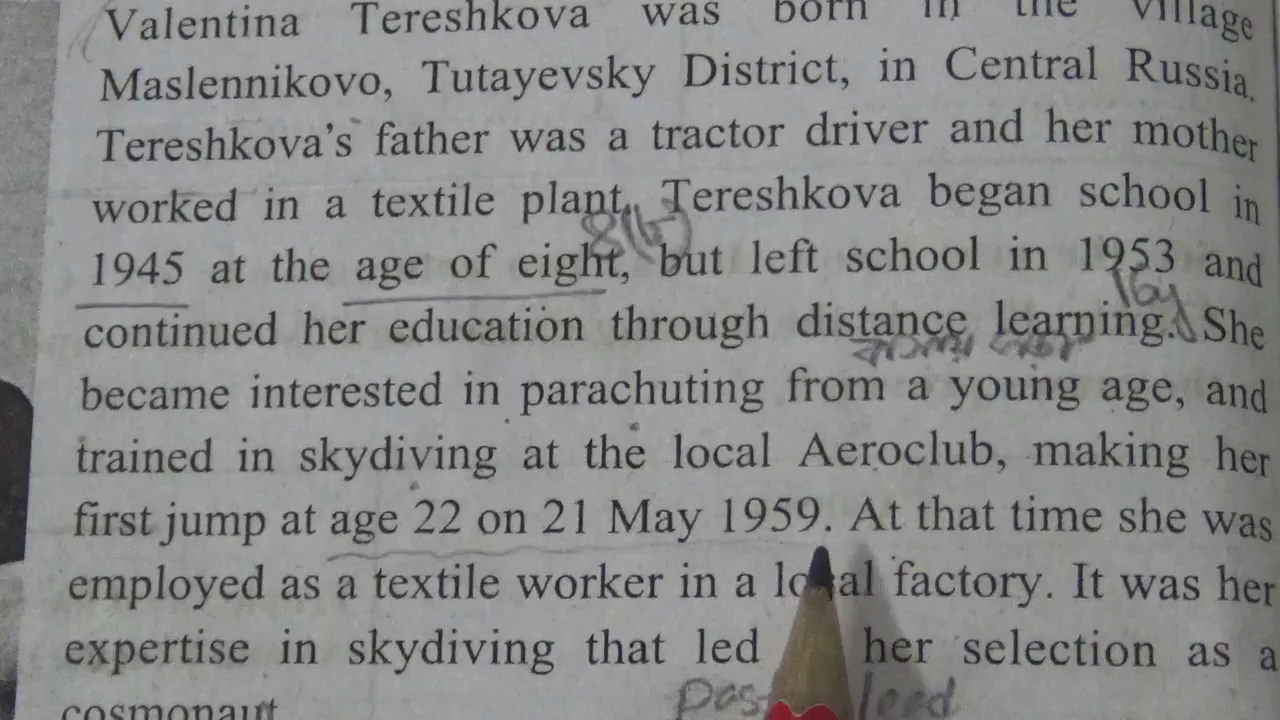 Valentina Tereshkova was born in the village
Maslennikovo, Tutayevsky District, in Central Russia.
Tereshkova's father was a tractor driver and her mother
worked in a textile plant. Tereshkova began school in
8(b)
1945 at the age of eight, but left school in 1953 and
continued her education through distance learning. She
became interested in parachuting from a young age, and
trained in skydiving at the local Aeroclub, making her
first jump at age 22 on 21 May 1959. At that time she was
employed as a textile worker in a local factory. It was her
expertise in skydiving that led her selection as a
cosmonaut